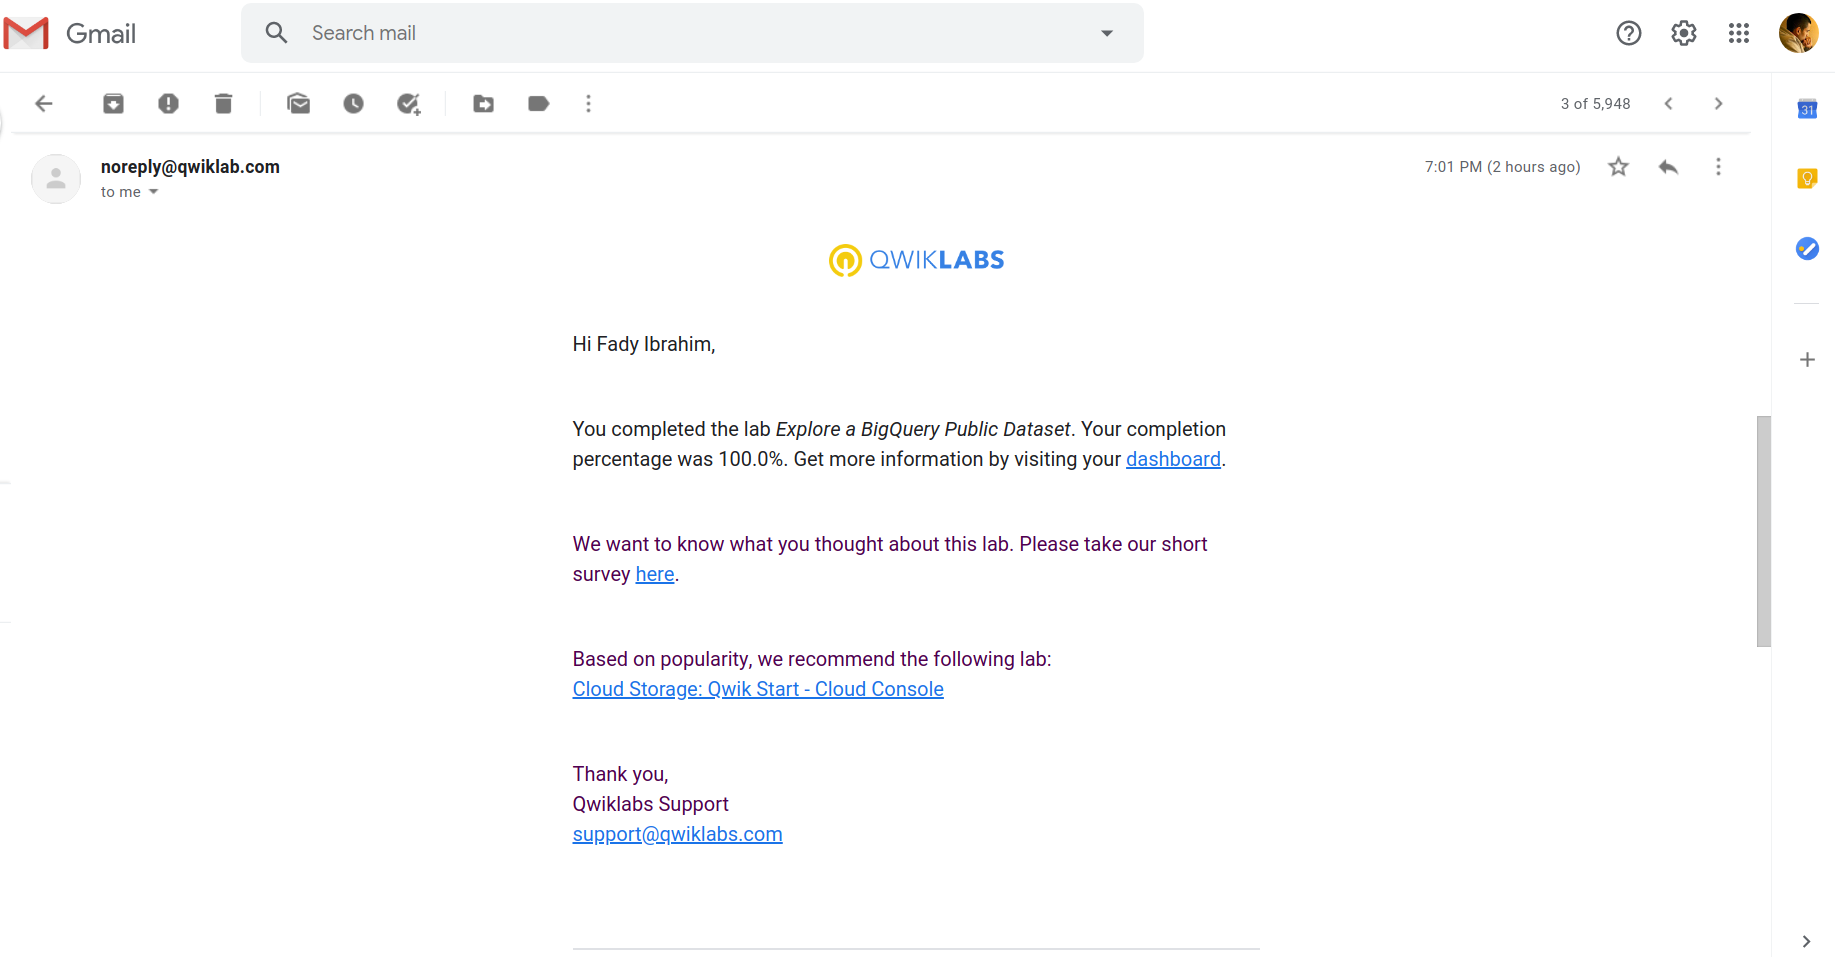 Gmail
Search mail
3 of 5,948
31
noreply@qwiklab.com
7:01 PM (2 hours ago)
to me
QWIKLABS
Hi Fady Ibrahim,
You completed the lab Explore a BigQuery Public Dataset. Your completion
percentage was 100.0%. Get more information by visiting your dashboard.
We want to know what you thought about this lab. Please take our short
survey here.
Based on popularity, we recommend the following lab:
Cloud Storage: Qwik Start - Cloud Console
Thank you,
Qwiklabs Support
support@qwiklabs.com